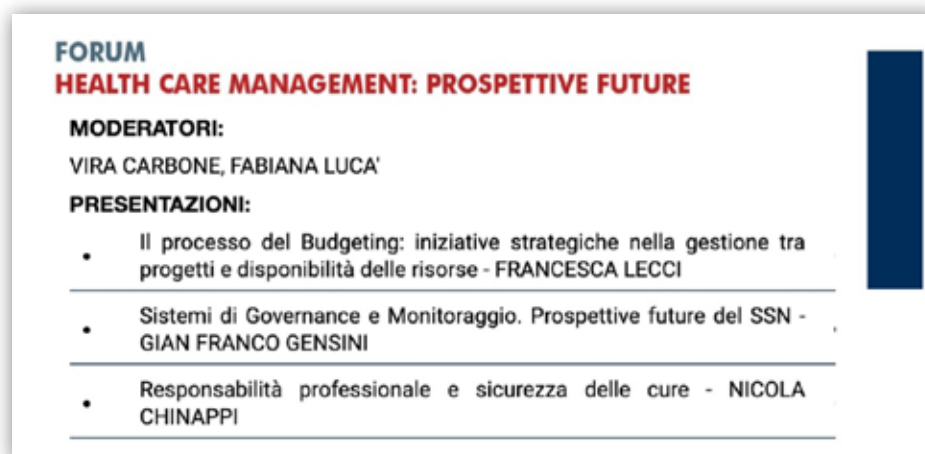 FORUM
HEALTH CARE MANAGEMENT: PROSPETTIVE FUTURE
MODERATORI:
VIRA CARBONE, FABIANA LUCA'
PRESENTAZIONI:
• Il processo del Budgeting: iniziative strategiche nella gestione tra
progetti e disponibilità delle risorse - FRANCESCA LECCI
• Sistemi di Governance e Monitoraggio. Prospettive future del SSN -
GIAN FRANCO GENSINI
• Responsabilità professionale e sicurezza delle cure - NICOLA
CHINAPPI